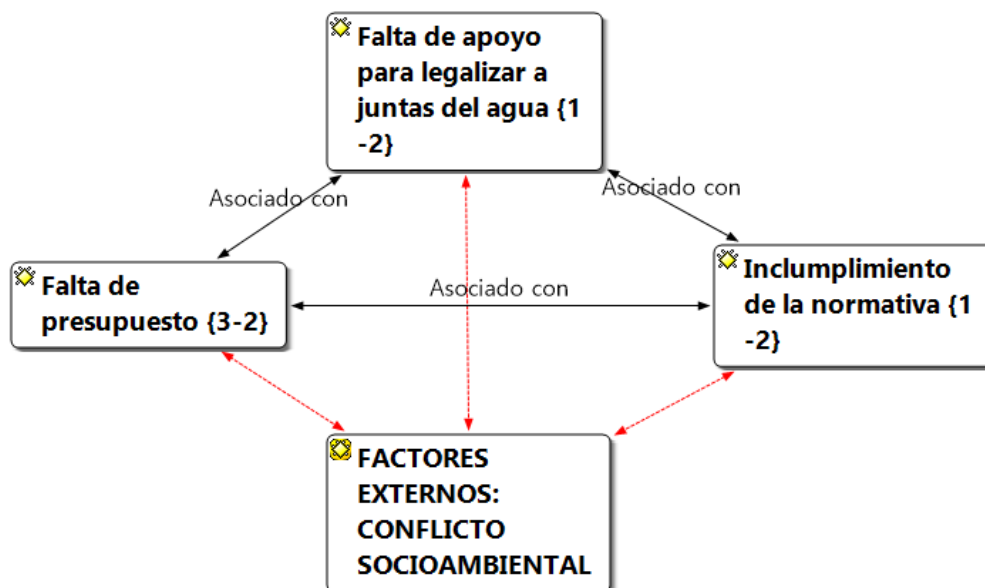 Falta de apoyo
para legalizar a
juntas del agua {1
-2}
Asociado con
Asociado con
Falta de
presupuesto {3-2}
Asociado con
Inclumplimiento
de la normativa {1
-2}
FACTORES
EXTERNOS:
CONFLICTO
SOCIOAMBIENTAL